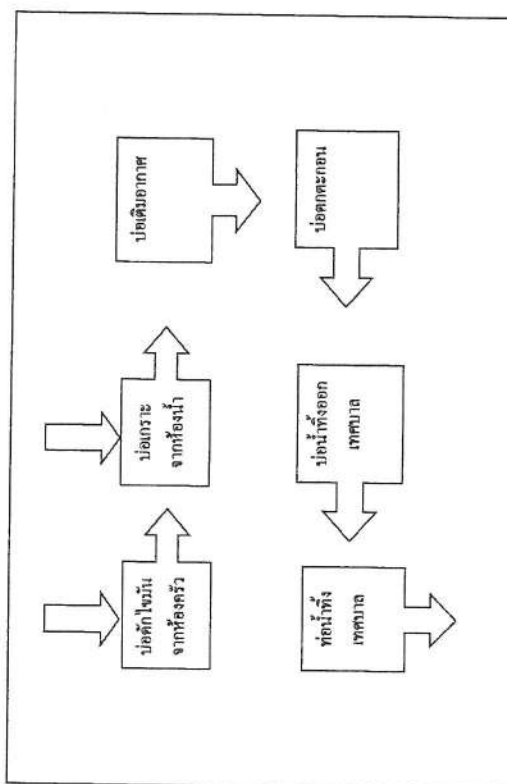 บ่อดักไขมัน
จากห้องครัว
บ่อเกราะ
จากห้องน้ำ
บ่อเติมอากาศ
บ่อตกตะกอน
บ่อน้ำทิ้งออก
เทศบาล
ท่อน้ำทิ้ง
เทศบาล